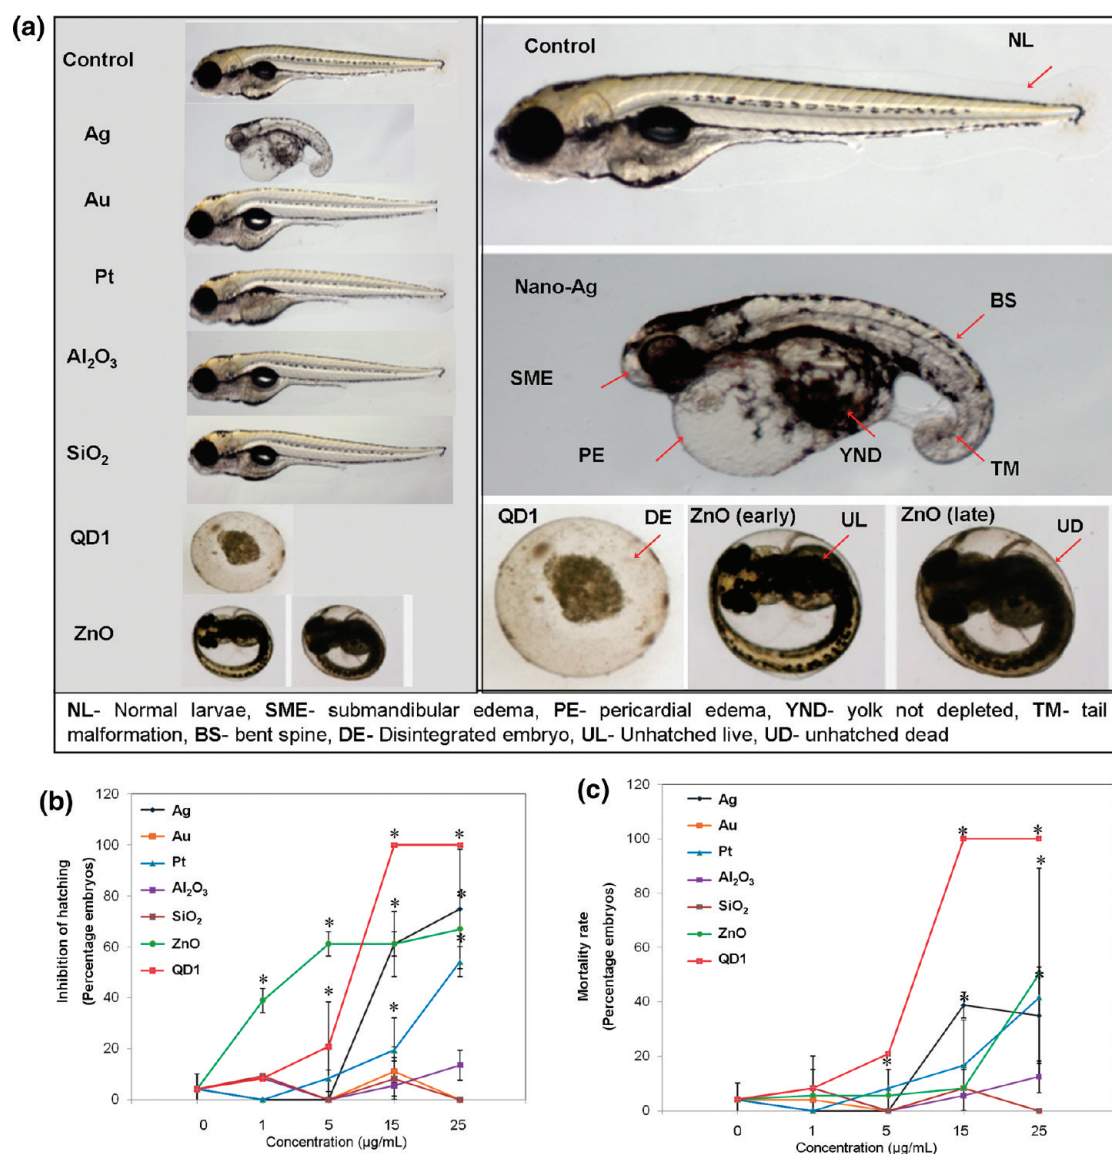 (a)
Control
Ag
Au
Pt
Al₂O₃
SiO₂
QD1
ZnO
Control
NL
Nano-Ag
BS
SME
PE
YND
TM
QD1
DE
ZnO (early)
UL
ZnO (late)
UD
NL- Normal larvae, SME- submandibular edema, PE- pericardial edema, YND- yolk not depleted, TM- tail
malformation, BS- bent spine, DE- Disintegrated embryo, UL- Unhatched live, UD- unhatched dead
(b)
Inhibition of hatching
(Percentage embryos)
120
100
80
60
40
20
0
Ag
Au
Pt
Al₂O₃
SiO₂
ZnO
QD1
*
*
*
*
*
*
*
*
*
0
1
5
15
25
Concentration (µg/mL)
(c)
Mortality rate
(Percentage embryos)
120
100
80
60
40
20
0
Ag
Au
Pt
Al₂O₃
SiO₂
ZnO
QD1
*
*
*
*
*
*
0
1
5
15
25
Concentration (µg/mL)